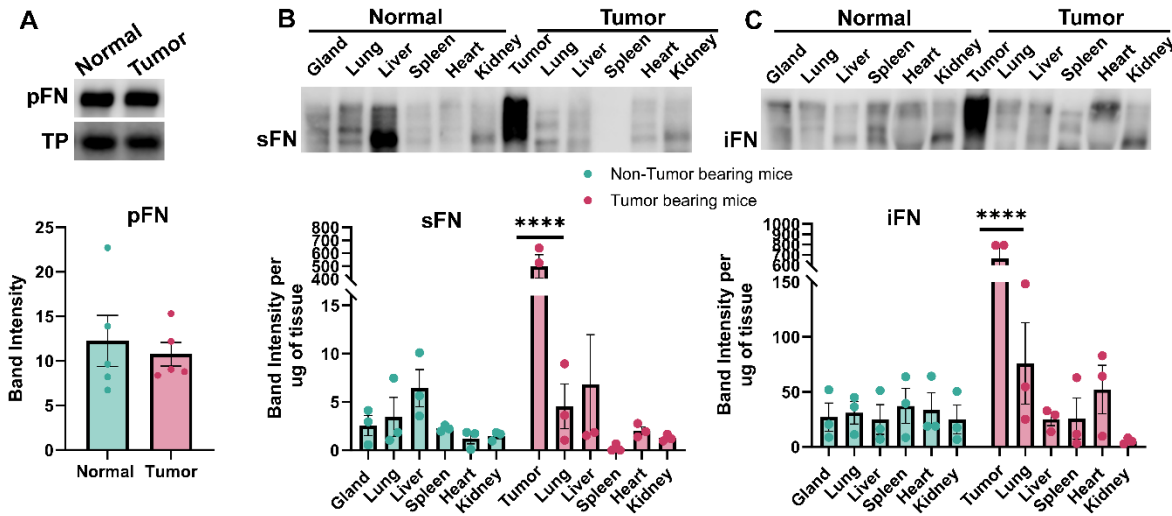 A
Normal
Tumor
pFN
TP
pFN
Band Intensity
25
20
15
10
5
0
Normal
Tumor
B
Normal
Tumor
Gland
Lung
Liver
Spleen
Heart
Kidney
Tumor
Lung
Liver
Spleen
Heart
Kidney
sFN
Non-Tumor bearing mice
Tumor bearing mice
sFN
****
Band Intensity per
ug of tissue
800
700
600
500
400
300
15
10
5
0
Gland
Lung
Liver
Spleen
Heart
Kidney
Tumor
Lung
Liver
Spleen
Heart
Kidney
C
Normal
Tumor
Gland
Lung
Liver
Spleen
Heart
Kidney
Tumor
Lung
Liver
Spleen
Heart
Kidney
iFN
iFN
****
Band Intensity per
ug of tissue
1000
900
800
700
600
100
50
0
Gland
Lung
Liver
Spleen
Heart
Kidney
Tumor
Lung
Liver
Spleen
Heart
Kidney